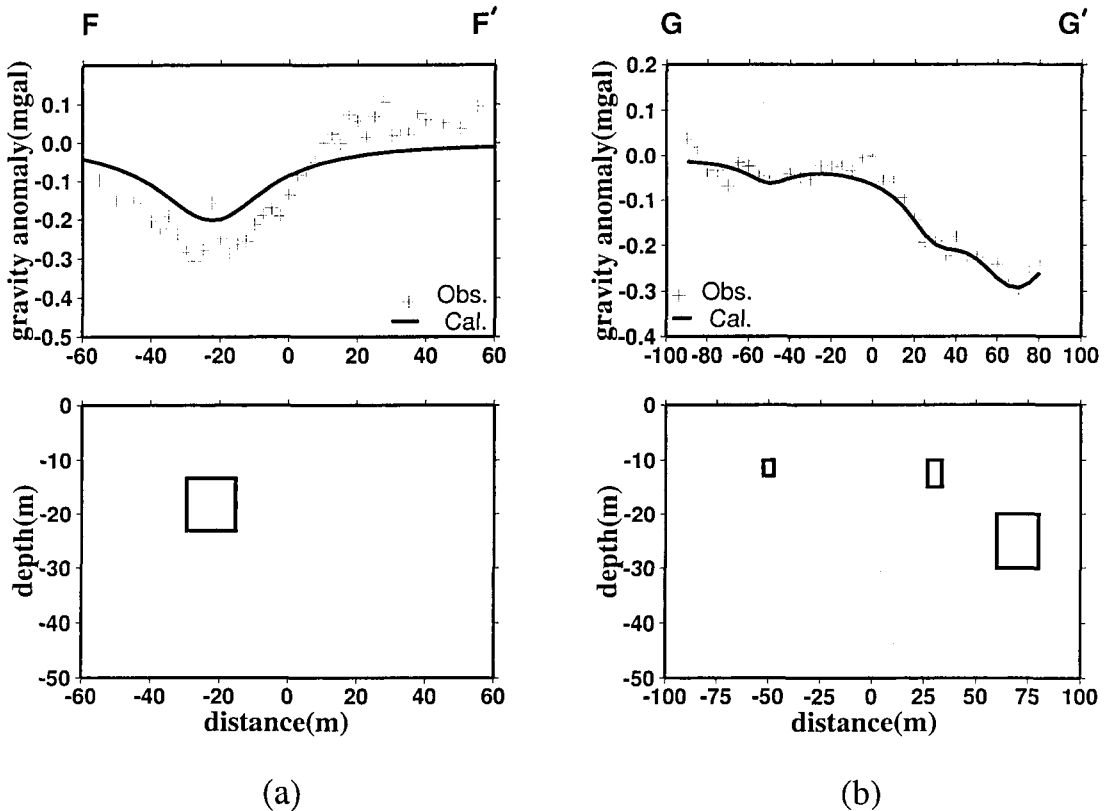 F F′
gravity anomaly(mgal)
0.1
0.0
-0.1
-0.2
-0.3
-0.4
-0.5
Obs.
Cal.
-60 -40 -20 0 20 40 60
0
-10
-20
-30
-40
-50
depth(m)
-60 -40 -20 0 20 40 60
distance(m)
(a)
G G′
gravity anomaly(mgal)
0.2
0.1
0.0
-0.1
-0.2
-0.3
-0.4
Obs.
Cal.
-100 -80 -60 -40 -20 0 20 40 60 80 100
0
-10
-20
-30
-40
-50
depth(m)
-100 -75 -50 -25 0 25 50 75 100
distance(m)
(b)